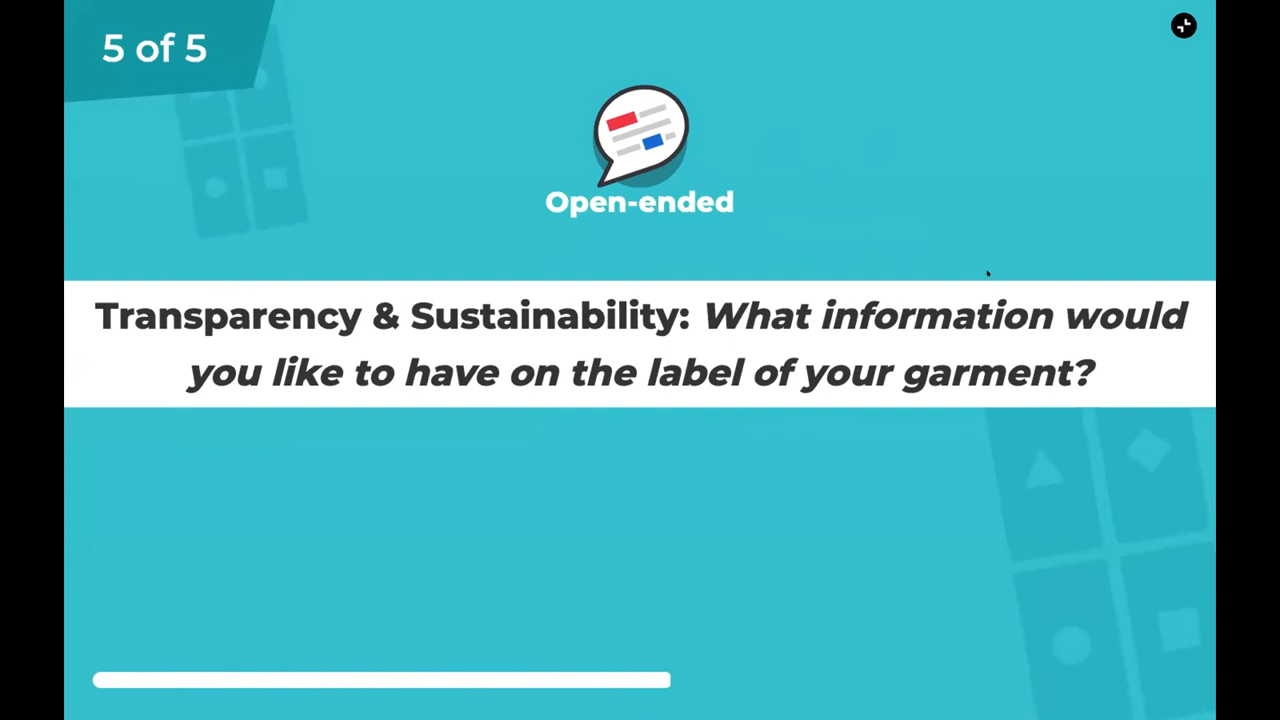 5 of 5
Open-ended
Transparency & Sustainability: What information would
you like to have on the label of your garment?